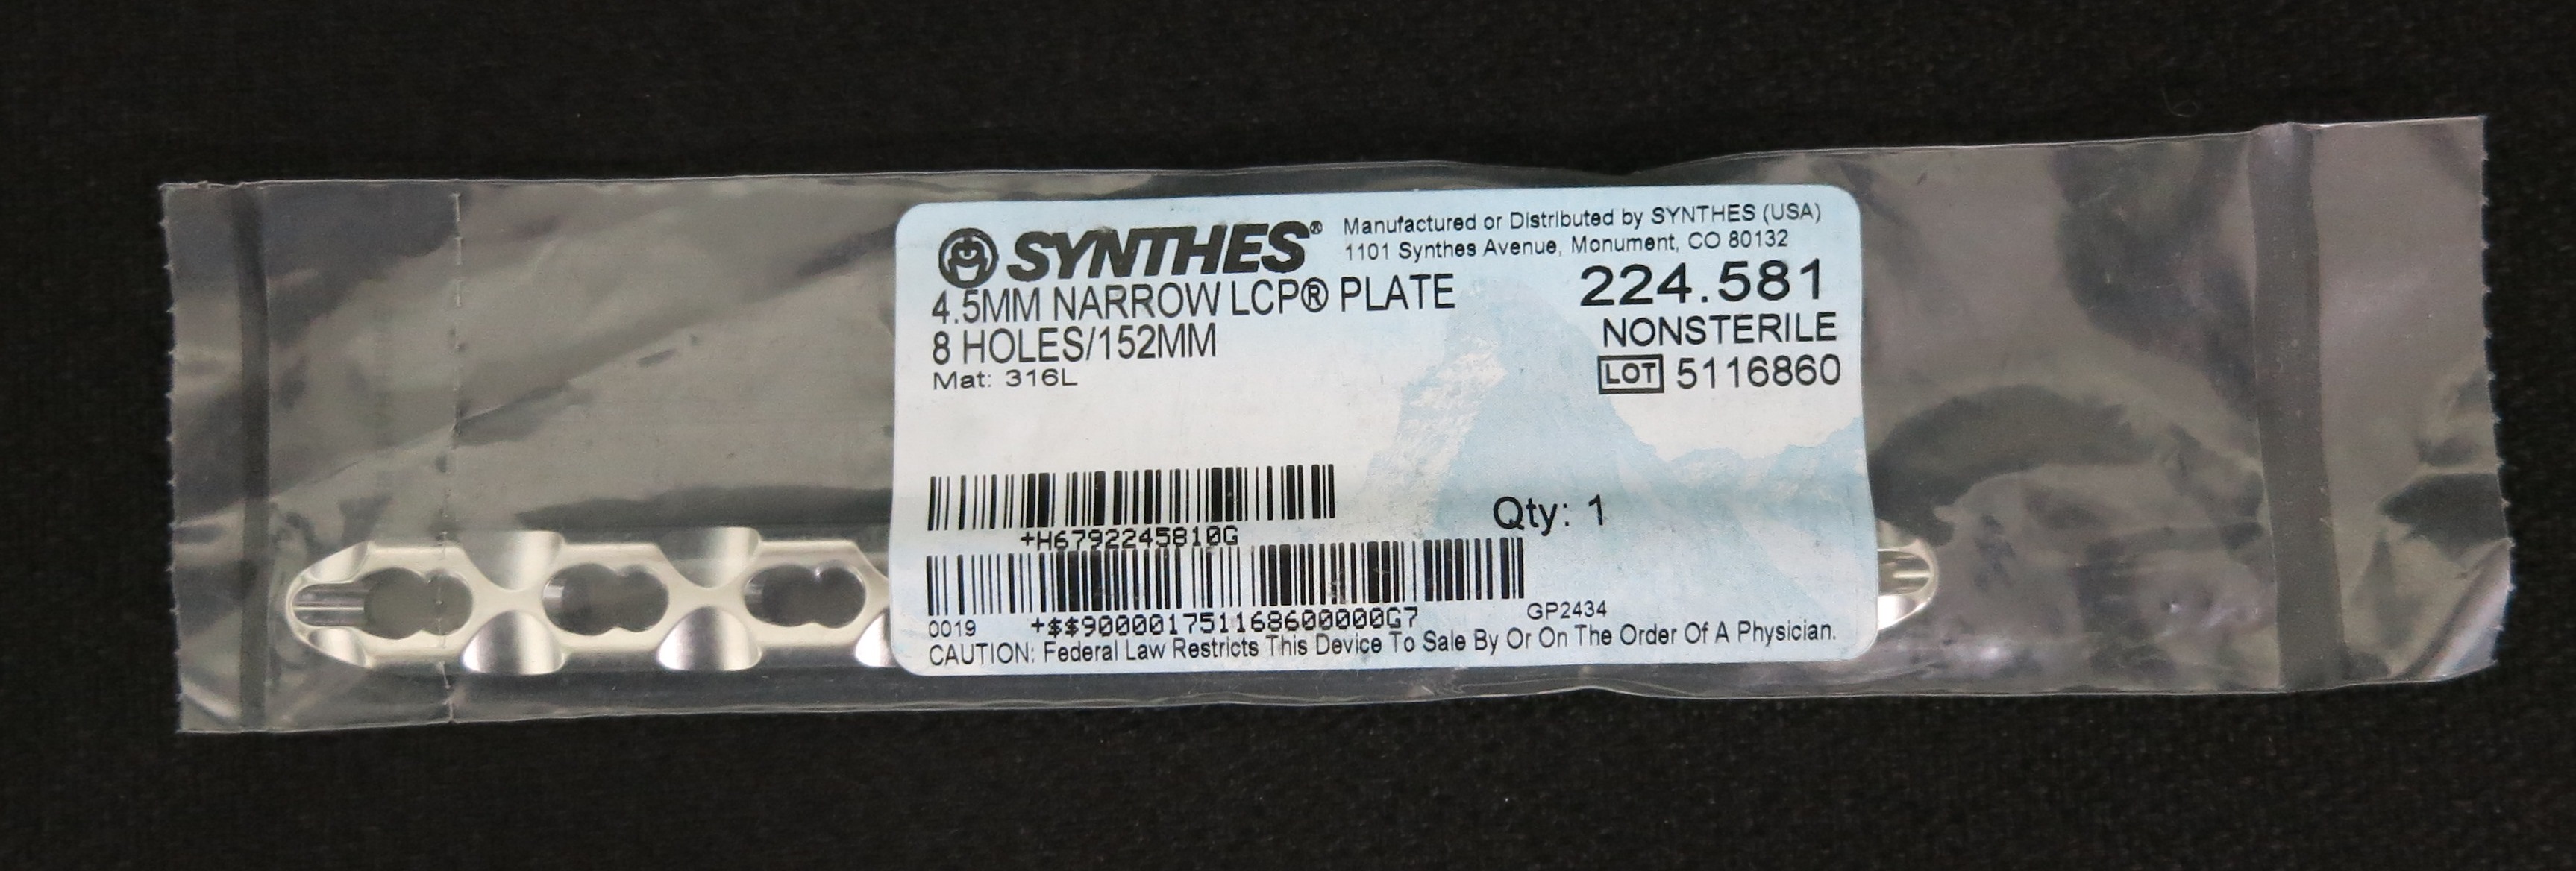 SYNTHES®
Manufactured or Distributed by SYNTHES (USA)
1101 Synthes Avenue, Monument, CO 80132
4.5MM NARROW LCP® PLATE
8 HOLES/152MM
Mat: 316L
224.581
NONSTERILE
LOT 5116860
+H6792245810G
Qty: 1
0019 +$$90000175116860000​0G7
GP2434
CAUTION: Federal Law Restricts This Device To Sale By Or On The Order Of A Physician.